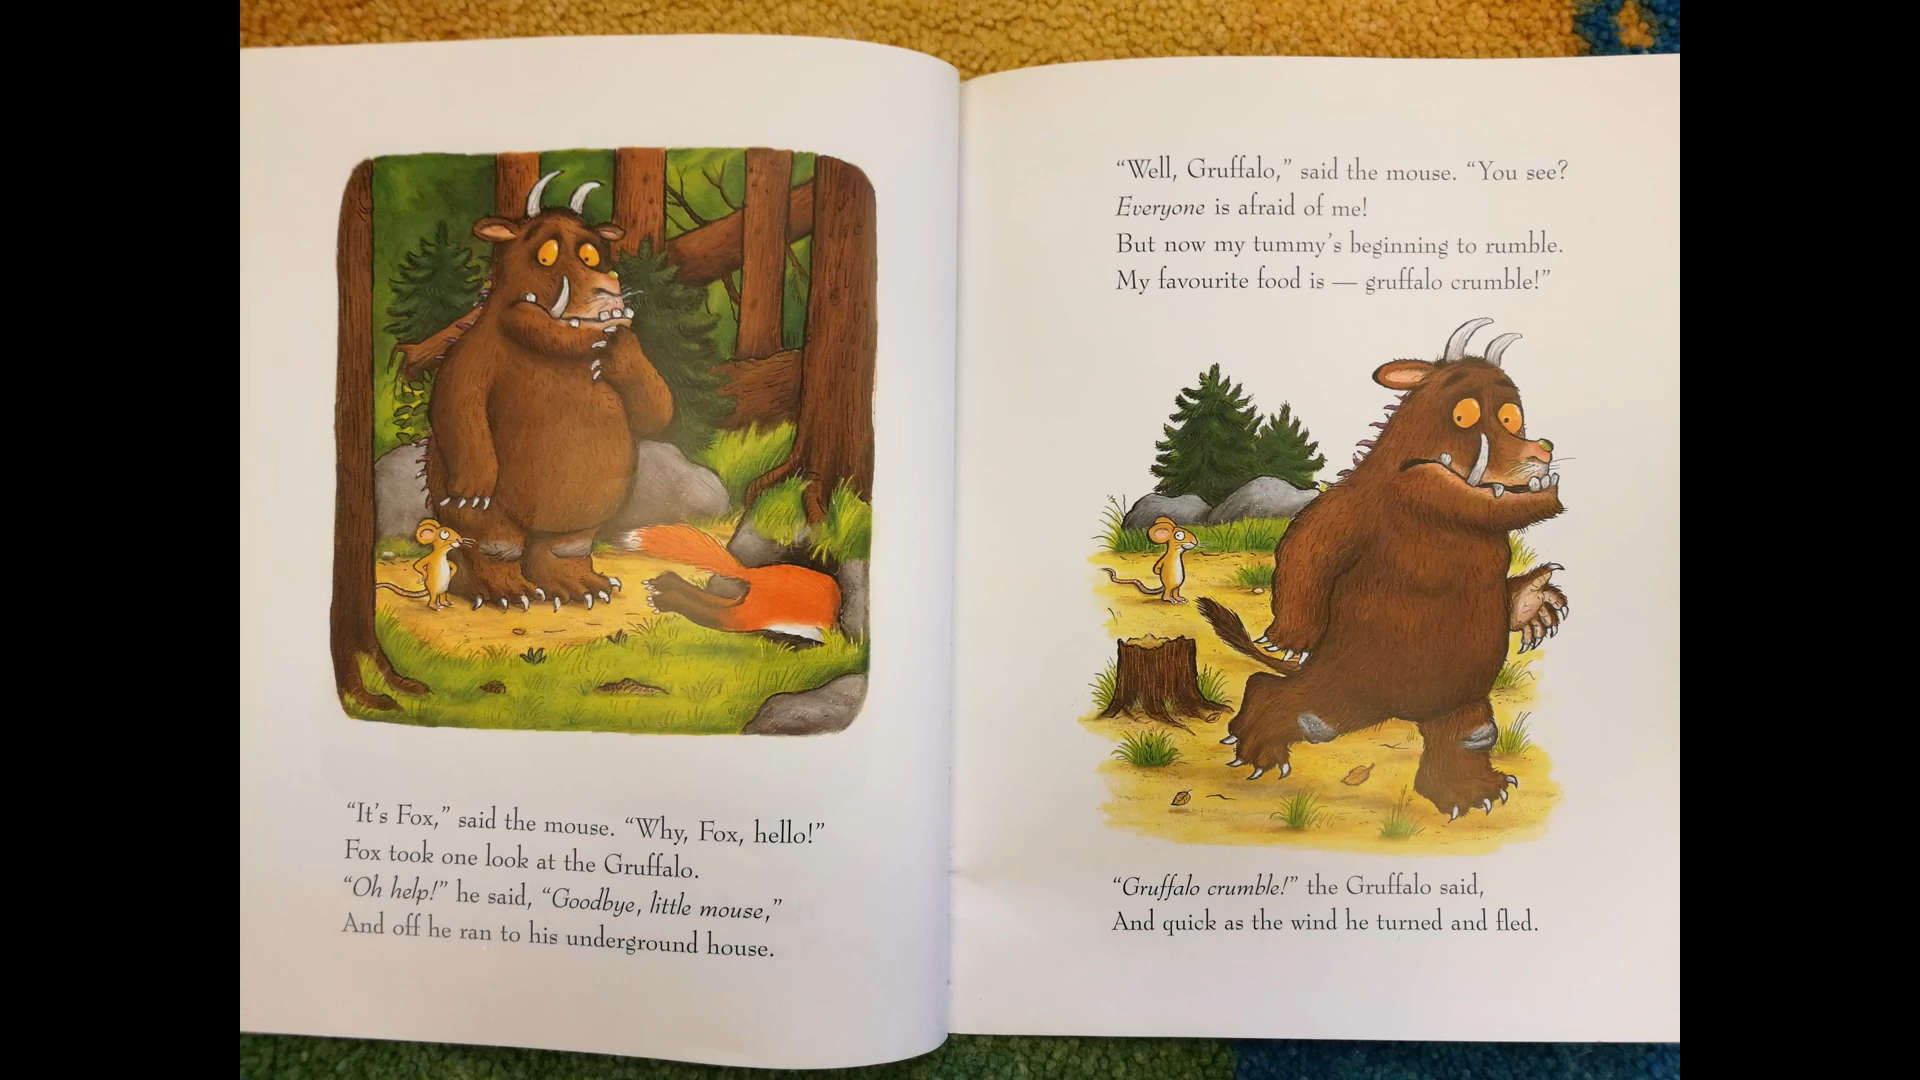 “It’s Fox,” said the mouse. “Why, Fox, hello!”
Fox took one look at the Gruffalo.
“Oh help!” he said, “Goodbye, little mouse,”
And off he ran to his underground house.
“Well, Gruffalo,” said the mouse. “You see?
Everyone is afraid of me!
But now my tummy’s beginning to rumble.
My favourite food is — gruffalo crumble!”
“Gruffalo crumble!” the Gruffalo said,
And quick as the wind he turned and fled.